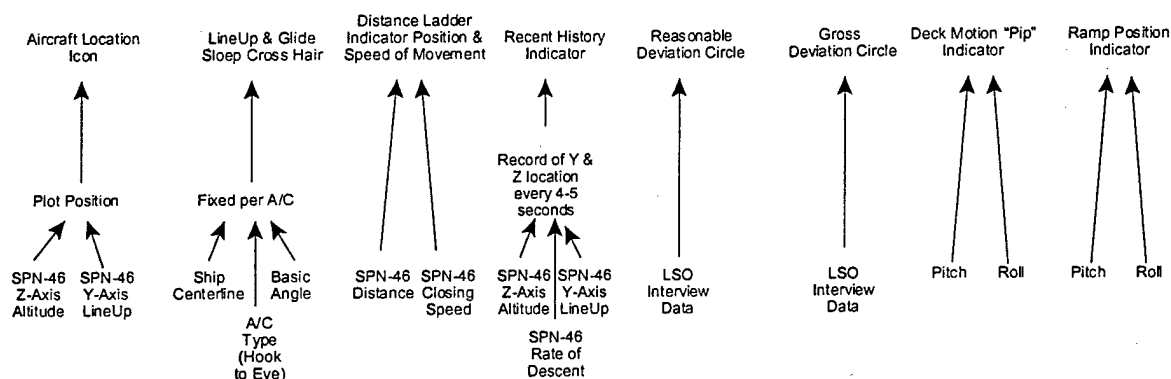 Aircraft Location
Icon
LineUp & Glide
Sloep Cross Hair
Distance Ladder
Indicator Position &
Speed of Movement
Recent History
Indicator
Reasonable
Deviation Circle
Gross
Deviation Circle
Deck Motion "Pip"
Indicator
Ramp Position
Indicator
Plot Position
Fixed per A/C
Record of Y &
Z location
every 4-5
seconds
SPN-46
Z-Axis
Altitude
SPN-46
Y-Axis
LineUp
Ship
Centerline
Basic
Angle
A/C
Type
(Hook
to Eye)
SPN-46
Distance
SPN-46
Closing
Speed
SPN-46
Z-Axis
Altitude
SPN-46
Y-Axis
LineUp
SPN-46
Rate of
Descent
LSO
Interview
Data
LSO
Interview
Data
Pitch
Roll
Pitch
Roll